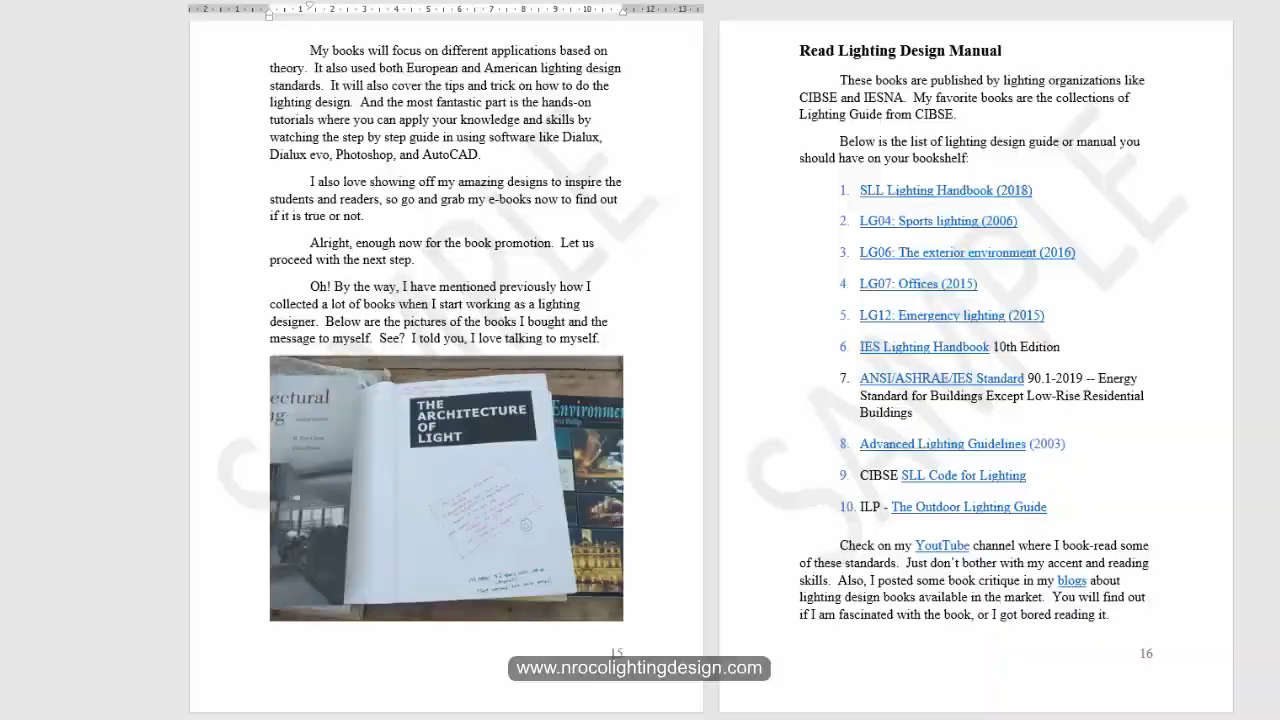 My books will focus on different applications based on
theory. It also used both European and American lighting design
standards. It will also cover the tips and trick on how to do the
lighting design. And the most fantastic part is the hands-on
tutorials where you can apply your knowledge and skills by
watching the step by step guide in using software like Dialux,
Dialux evo, Photoshop, and AutoCAD.
I also love showing off my amazing designs to inspire the
students and readers, so go and grab my e-books now to find out
if it is true or not.
Alright, enough now for the book promotion. Let us
proceed with the next step.
Oh! By the way, I have mentioned previously how I
collected a lot of books when I start working as a lighting
designer. Below are the pictures of the books I bought and the
message to myself. See? I told you, I love talking to myself.
THE
ARCHITECTURE
OF
LIGHT
15
Read Lighting Design Manual
These books are published by lighting organizations like
CIBSE and IESNA. My favorite books are the collections of
Lighting Guide from CIBSE.
Below is the list of lighting design guide or manual you
should have on your bookshelf:
1. SLL Lighting Handbook (2018)
2. LG04: Sports lighting (2006)
3. LG06: The exterior environment (2016)
4. LG07: Offices (2015)
5. LG12: Emergency lighting (2015)
6. IES Lighting Handbook 10th Edition
7. ANSI/ASHRAE/IES Standard 90.1-2019 -- Energy
Standard for Buildings Except Low-Rise Residential
Buildings
8. Advanced Lighting Guidelines (2003)
9. CIBSE SLL Code for Lighting
10. ILP - The Outdoor Lighting Guide
Check on my YouTube channel where I book-read some
of these standards. Just don't bother with my accent and reading
skills. Also, I posted some book critique in my blogs about
lighting design books available in the market. You will find out
if I am fascinated with the book, or I got bored reading it.
16
SAMPLE
SAMPLE
www.nrocolightingdesign.com